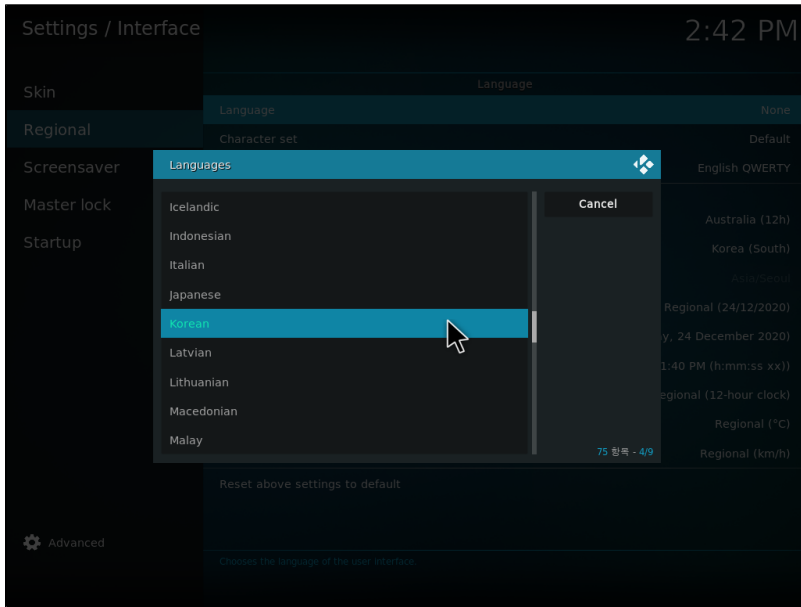 Settings / Interface
2:42 PM
Skin
Regional
Screensaver
Master lock
Startup
Advanced
Language
Language None
Character set Default
English QWERTY
Australia (12h)
Korea (South)
Asia/Seoul
Regional (24/12/2020)
y, 24 December 2020)
1:40 PM (h:mm:ss xx))
egional (12-hour clock)
Regional (°C)
Regional (km/h)
Reset above settings to default
Chooses the language of the user interface.
Languages
Icelandic
Indonesian
Italian
Japanese
Korean
Latvian
Lithuanian
Macedonian
Malay
Cancel
75 항목 - 4/9